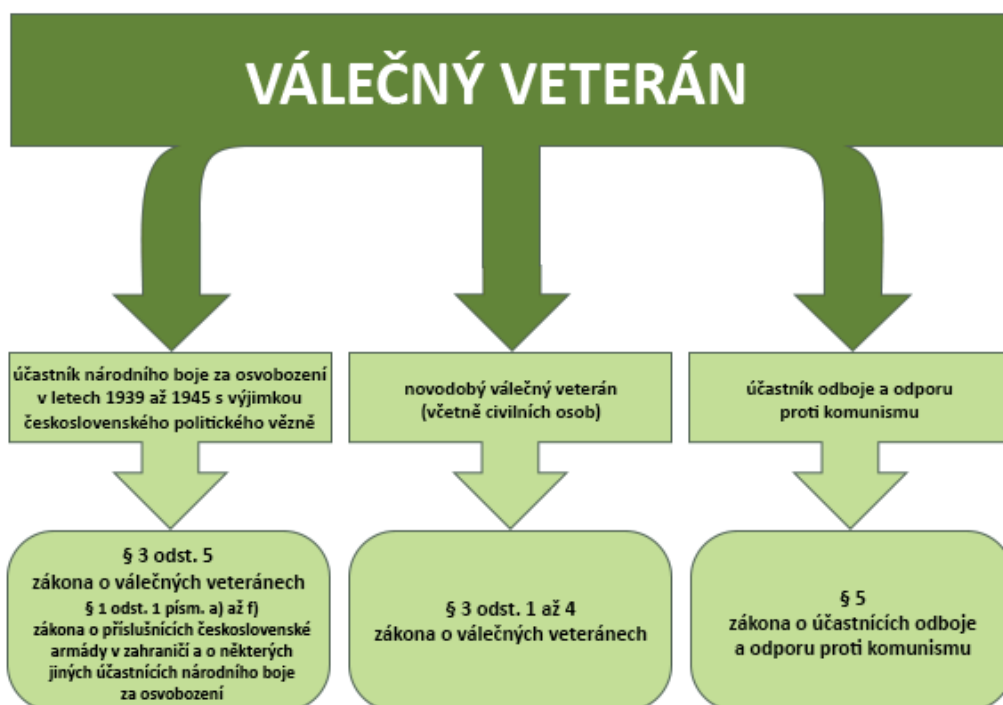 VÁLEČNÝ VETERÁN
účastník národního boje za osvobození
v letech 1939 až 1945 s výjimkou
československého politického vězně
novodobý válečný veterán
(včetně civilních osob)
účastník odboje a odporu
proti komunismu
§ 3 odst. 5
zákona o válečných veteránech
§ 1 odst. 1 písm. a) až f)
zákona o příslušnících československé
armády v zahraničí a o některých
jiných účastnících národního boje
za osvobození
§ 3 odst. 1 až 4
zákona o válečných veteránech
§ 5
zákona o účastnících odboje
a odporu proti komunismu